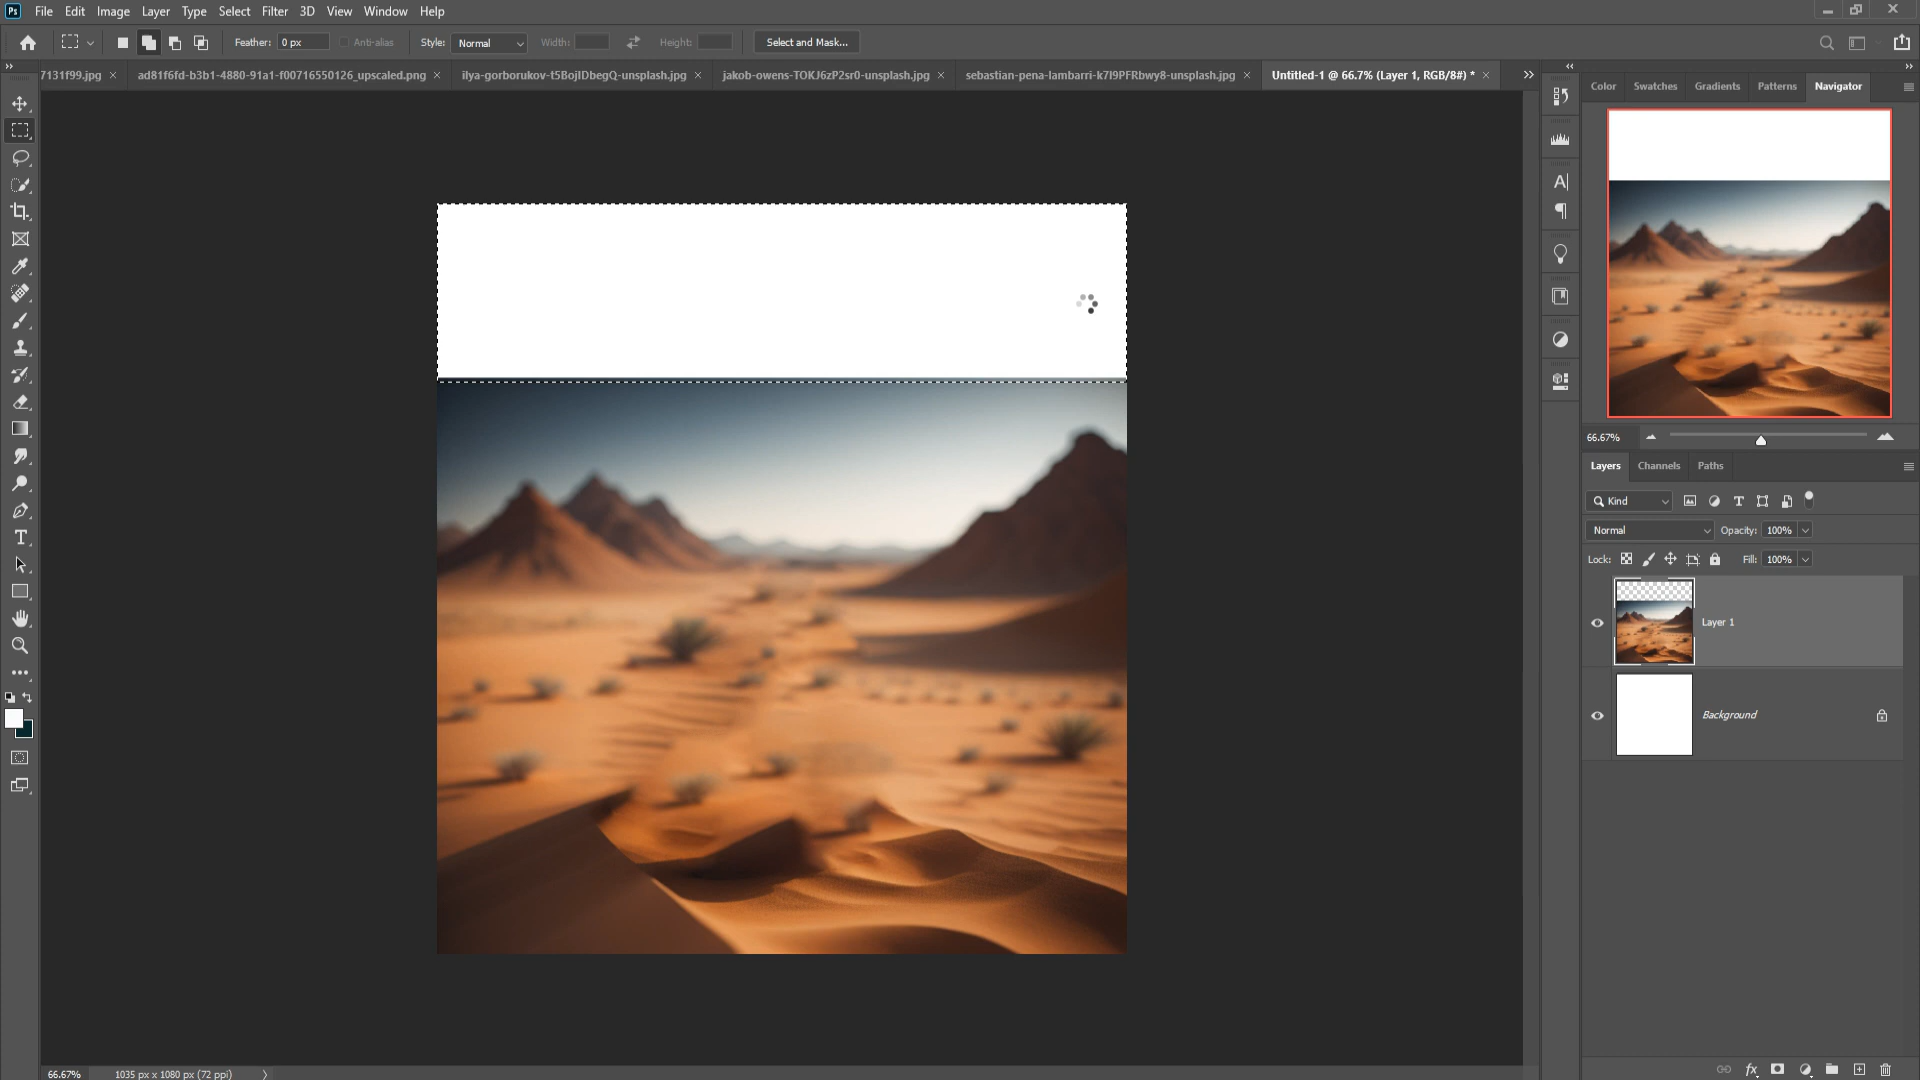 Ps File Edit Image Layer Type Select Filter 3D View Window Help
Feather: 0 px Anti-alias Style: Normal Width: Height: Select and Mask...
7131f99.jpg × ad81f6fd-b3b1-4880-91a1-f00716550126_upscaled.png × ilya-gorborukov-t5BojIDbegQ-unsplash.jpg × jakob-owens-TOKJ6zP2sr0-unsplash.jpg × sebastian-pena-lambarri-k7I9PFRbwy8-unsplash.jpg × Untitled-1 @ 66.7% (Layer 1, RGB/8#) * ×
Color Swatches Gradients Patterns Navigator
66.67%
Layers Channels Paths
Kind
Normal Opacity: 100%
Lock: Fill: 100%
Layer 1
Background
66.67% 1035 px x 1080 px (72 ppi)